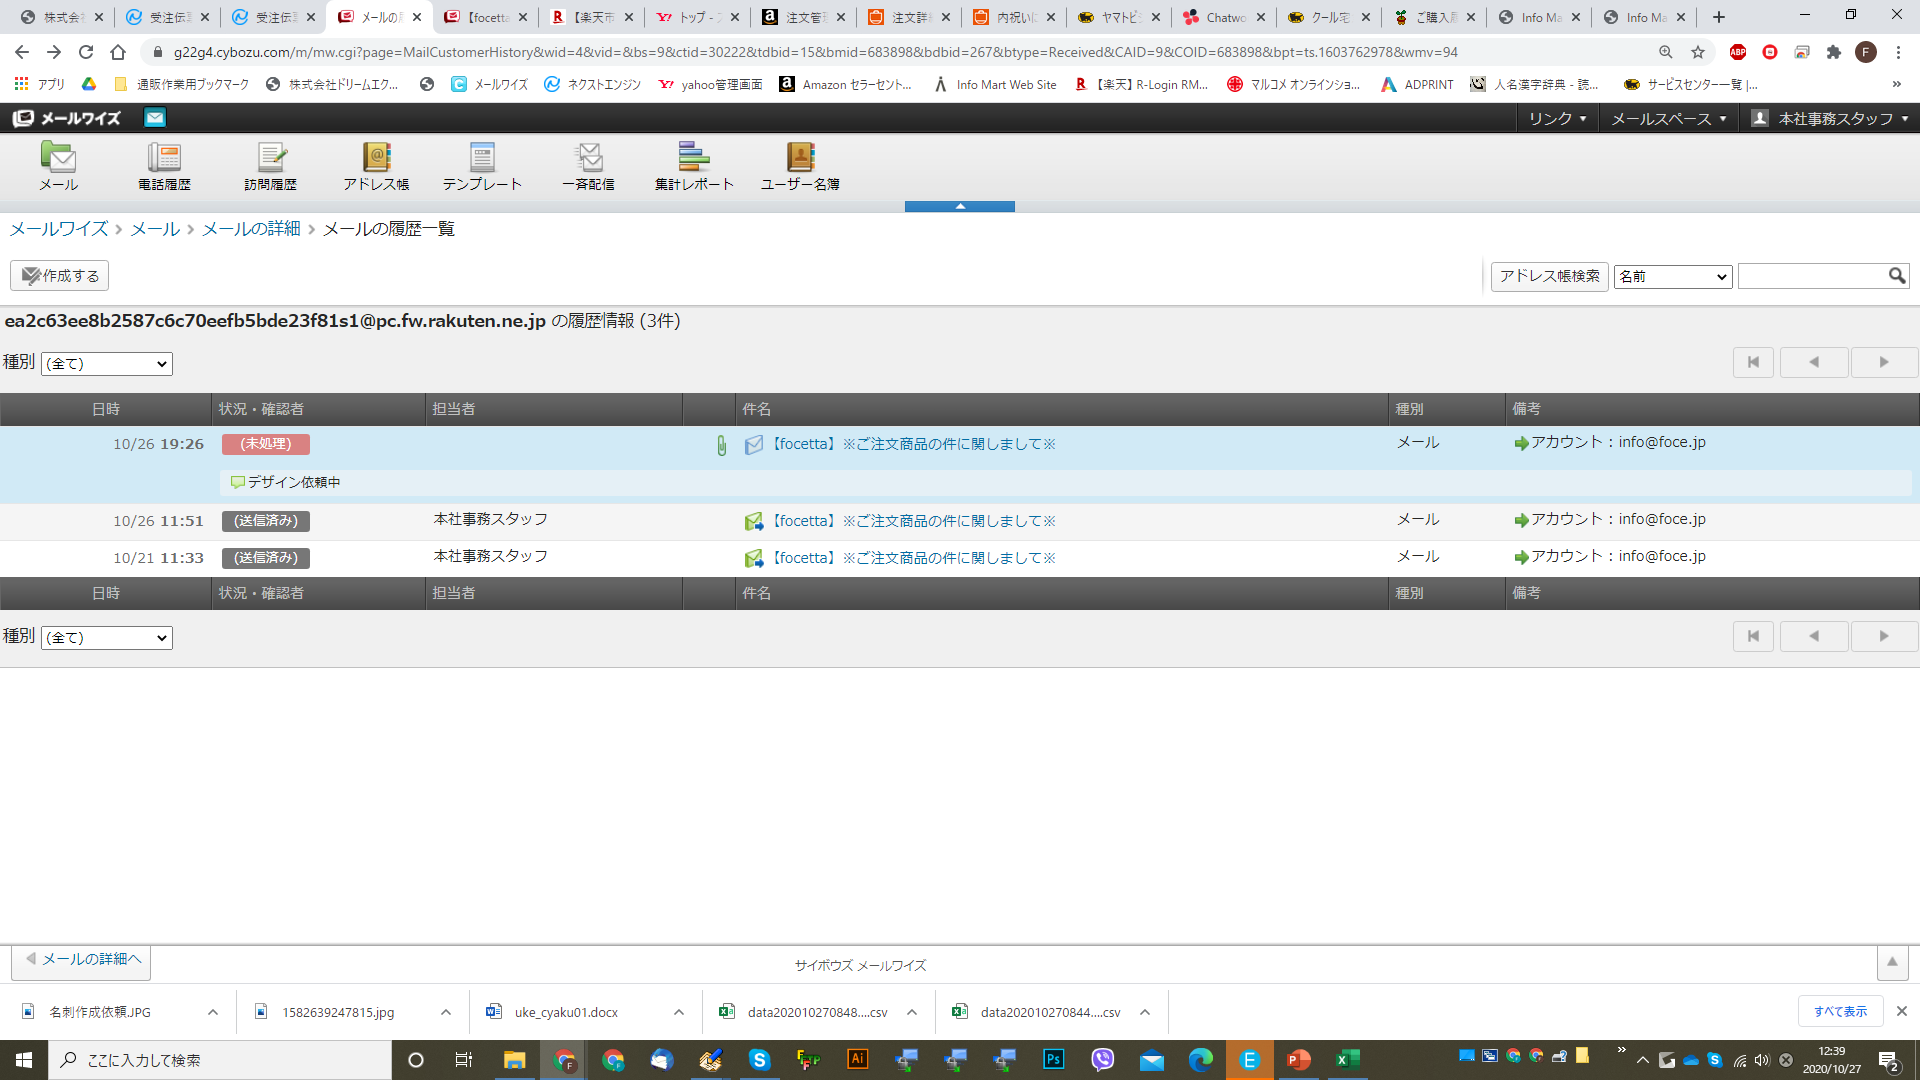 株式会社
受注伝票
受注伝票
メールの履
【focetta
【楽天市
トップ - ス
注文管理
注文詳細
内祝いに
ヤマトビジ
Chatwo
クール宅
ご購入履
Info Ma
Info Ma
g22g4.cybozu.com/m/mw.cgi?page=MailCustomerHistory&wid=4&vid=&bs=9&ctid=30222&tdbid=15&bmid=683898&bdbid=267&btype=Received&CAID=9&COID=683898&bpt=ts.1603762978&wmv=94
ABP
F
アプリ
通販作業用ブックマーク
株式会社ドリームエク...
メールワイズ
ネクストエンジン
yahoo管理画面
Amazon セラーセント...
Info Mart Web Site
【楽天】R-Login RM...
マルコメ オンラインショ...
ADPRINT
人名漢字辞典 - 読...
サービスセンター一覧 |...
»
メールワイズ
リンク
メールスペース
本社事務スタッフ
メール
電話履歴
訪問履歴
アドレス帳
テンプレート
一斉配信
集計レポート
ユーザー名簿
メールワイズ > メール > メールの詳細 > メールの履歴一覧
作成する
アドレス帳検索
名前
ea2c63ee8b2587c6c70eefb5bde23f81s1@pc.fw.rakuten.ne.jp の履歴情報 (3件)
種別 (全て)
日時 状況・確認者 担当者 件名 種別 備考
10/26 19:26 (未処理) 【focetta】※ご注文商品の件に関しまして※ メール アカウント：info@foce.jp
デザイン依頼中
10/26 11:51 (送信済み) 本社事務スタッフ 【focetta】※ご注文商品の件に関しまして※ メール アカウント：info@foce.jp
10/21 11:33 (送信済み) 本社事務スタッフ 【focetta】※ご注文商品の件に関しまして※ メール アカウント：info@foce.jp
日時 状況・確認者 担当者 件名 種別 備考
種別 (全て)
メールの詳細へ
サイボウズ メールワイズ
名刺作成依頼.JPG
1582639247815.jpg
uke_cyaku01.docx
data202010270848....csv
data202010270844....csv
すべて表示
ここに入力して検索
12:39
2020/10/27
2